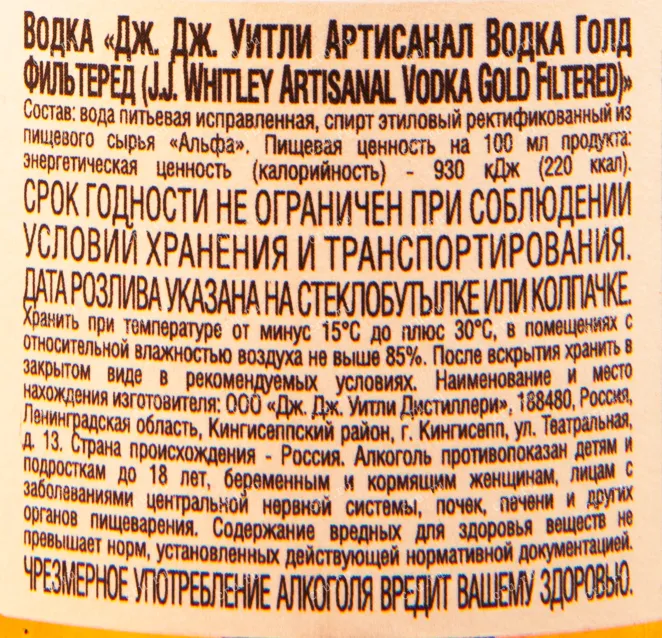 Водка «Дж. Дж. Уитли Артисанал Водка Голд
Фильтеред (J.J. Whitley Artisanal Vodka Gold Filtered)»
Состав: вода питьевая исправленная, спирт этиловый ректификованный из
пищевого сырья «Альфа». Пищевая ценность на 100 мл продукта:
энергетическая ценность (калорийность) - 930 кДж (220 ккал).
СРОК ГОДНОСТИ НЕ ОГРАНИЧЕН ПРИ СОБЛЮДЕНИИ
УСЛОВИЙ ХРАНЕНИЯ И ТРАНСПОРТИРОВАНИЯ.
ДАТА РОЗЛИВА УКАЗАНА НА СТЕКЛОБУТЫЛКЕ ИЛИ КОЛПАЧКЕ.
Хранить при температуре от минус 15°С до плюс 30°С, в помещениях с
относительной влажностью воздуха не выше 85%. После вскрытия хранить в
закрытом виде в рекомендуемых условиях. Наименование и место
нахождения изготовителя: ООО «Дж. Дж. Уитли Дистиллери», 188480, Россия,
Ленинградская область, Кингисеппский район, г. Кингисепп, ул. Театральная,
д. 13. Страна происхождения - Россия. Алкоголь противопоказан детям и
подросткам до 18 лет, беременным и кормящим женщинам, лицам с
заболеваниями центральной нервной системы, почек, печени и других
органов пищеварения. Содержание вредных для здоровья веществ не
превышает норм, установленных действующей нормативной документацией.
ЧРЕЗМЕРНОЕ УПОТРЕБЛЕНИЕ АЛКОГОЛЯ ВРЕДИТ ВАШЕМУ ЗДОРОВЬЮ.